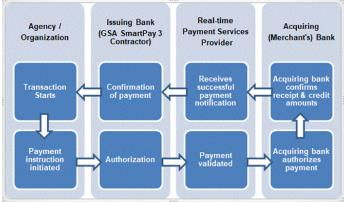 Agency /
Organization
Issuing Bank
(GSA SmartPay 3
Contractor)
Real-time
Payment Services
Provider
Acquiring
(Merchant's) Bank
Transaction
Starts
Confirmation
of payment
Receives
successful
payment
notification
Acquiring bank
confirms
receipt & credit
amounts
Payment
instruction
initiated
Authorization
Payment
validated
Acquiring bank
authorizes
payment